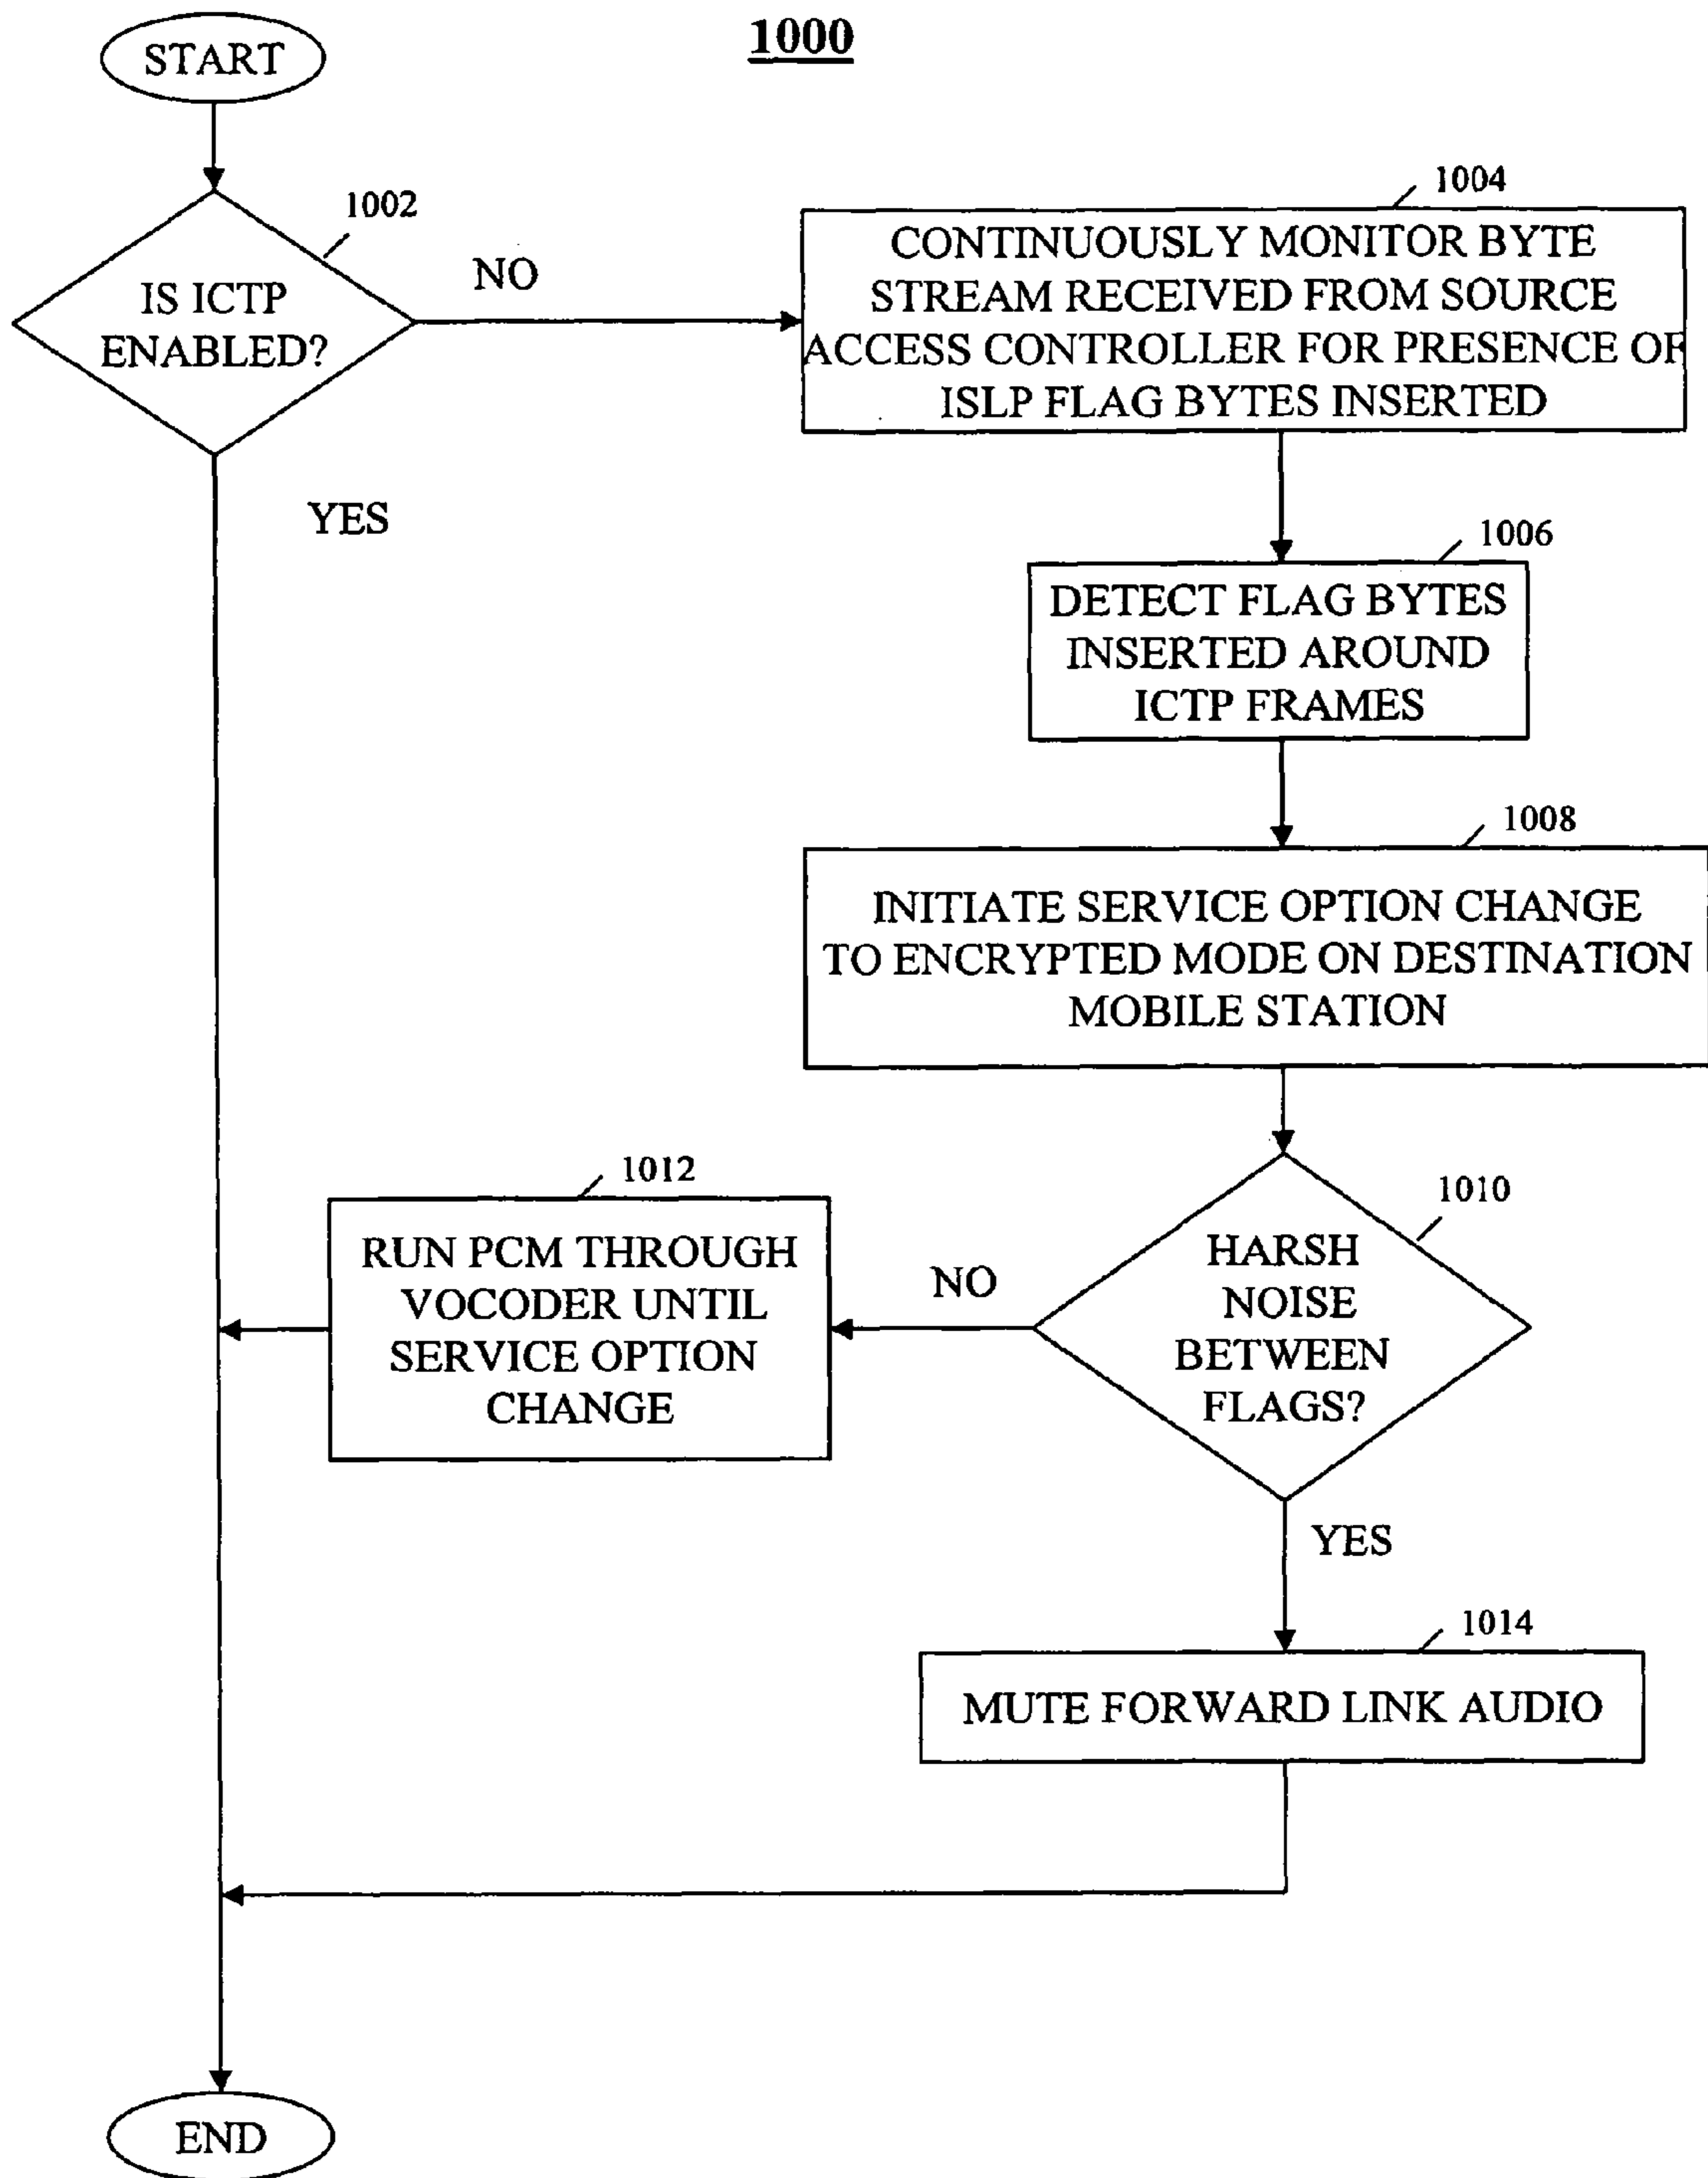 1000
START
1002
IS ICTP
ENABLED?
NO
YES
1004
CONTINUOUSLY MONITOR BYTE
STREAM RECEIVED FROM SOURCE
ACCESS CONTROLLER FOR PRESENCE OF
ISLP FLAG BYTES INSERTED
1006
DETECT FLAG BYTES
INSERTED AROUND
ICTP FRAMES
1008
INITIATE SERVICE OPTION CHANGE
TO ENCRYPTED MODE ON DESTINATION
MOBILE STATION
1010
HARSH
NOISE
BETWEEN
FLAGS?
NO
1012
RUN PCM THROUGH
VOCODER UNTIL
SERVICE OPTION
CHANGE
YES
1014
MUTE FORWARD LINK AUDIO
END